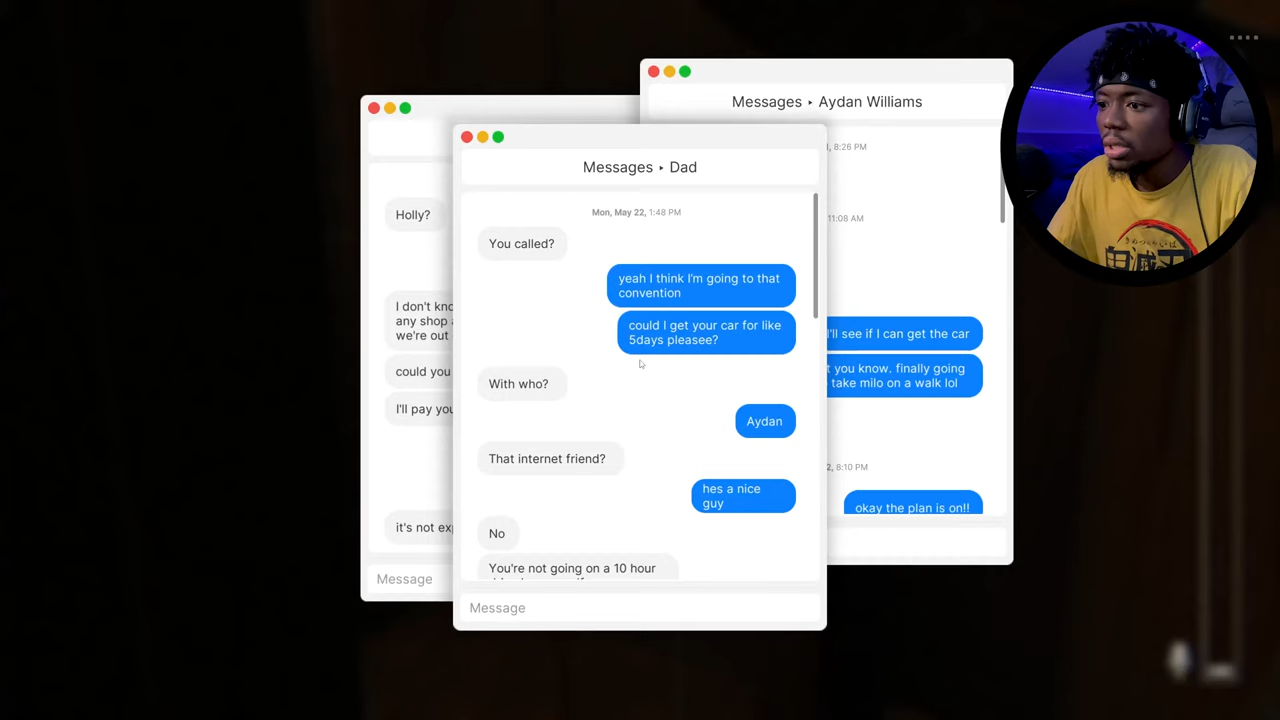 Messages ‣ Aydan Williams
8:26 PM
11:08 AM
I'll see if I can get the car
you know. finally going
take milo on a walk lol
8:10 PM
okay the plan is on!!
Holly?
I don't
any shop
we're out
could you
I'll pay
it's not
Message
Messages ‣ Dad
Mon, May 22, 1:48 PM
You called?
yeah I think I'm going to that
convention
could I get your car for like
5days pleasee?
With who?
Aydan
That internet friend?
hes a nice
guy
No
You're not going on a 10 hour
Message